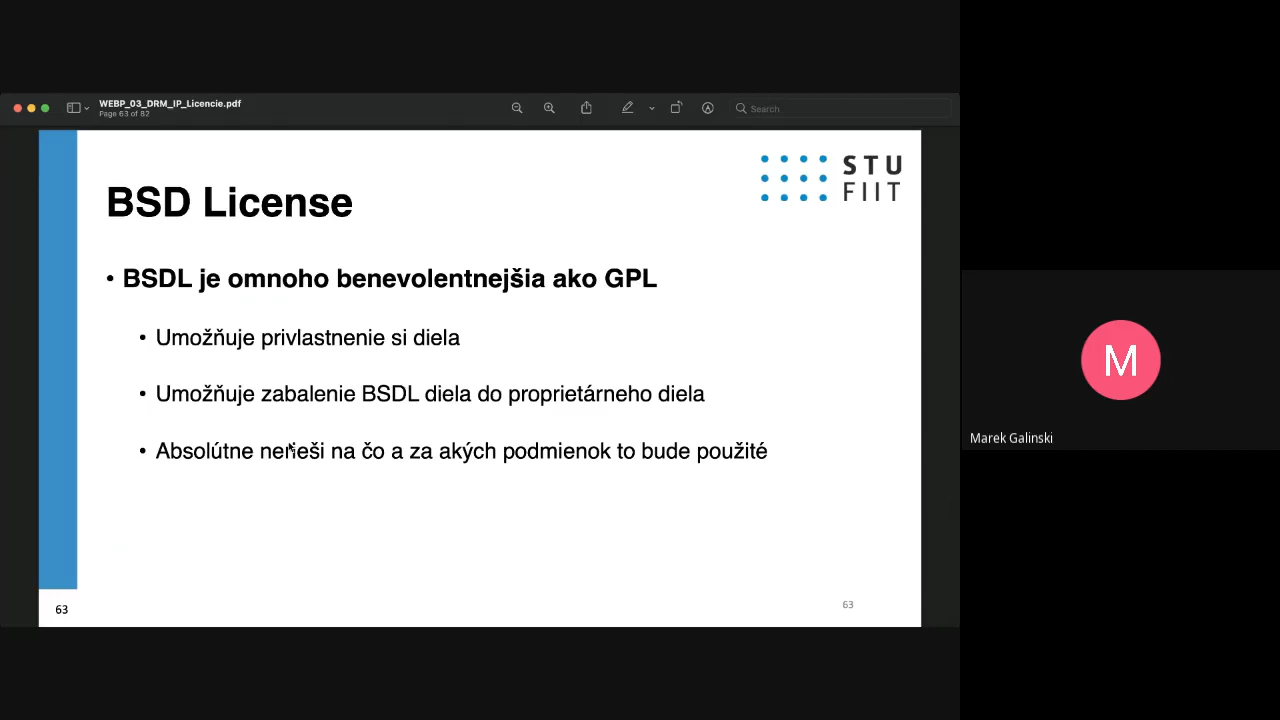 WEBP_03_DRM_IP_Licencie.pdf
Page 63 of 82
Search
STU
FIIT
BSD License
• BSDL je omnoho benevolentnejšia ako GPL
• Umožňuje privlastnenie si diela
• Umožňuje zabalenie BSDL diela do proprietárneho diela
• Absolútne nerieši na čo a za akých podmienok to bude použité
63
63
M
Marek Galinski